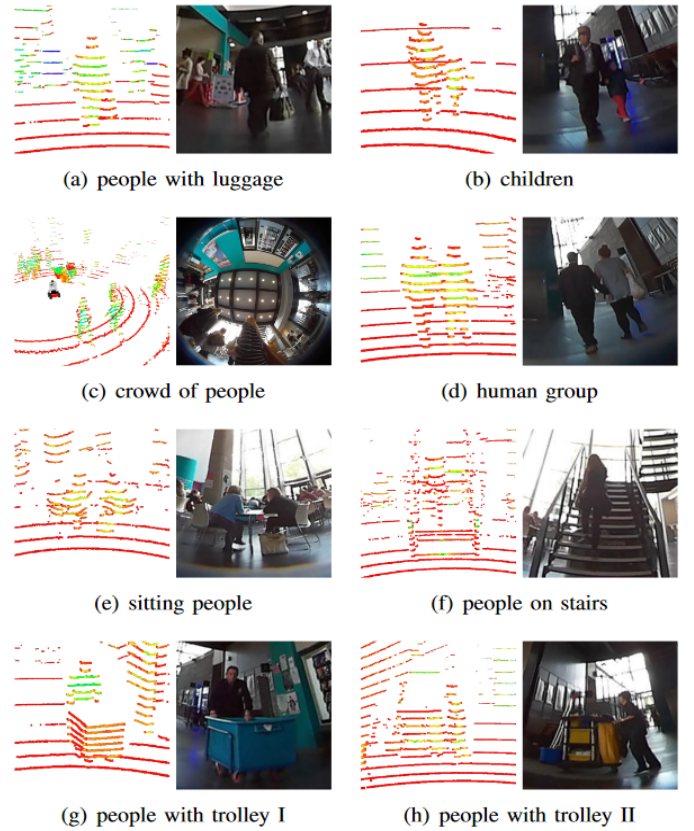 (a) people with luggage
(b) children
(c) crowd of people
(d) human group
(e) sitting people
(f) people on stairs
(g) people with trolley I
(h) people with trolley II